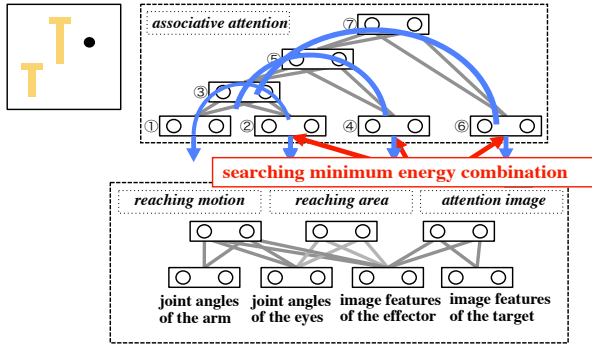 associative attention
⑦
⑤
③
① ② ④ ⑥
searching minimum energy combination
reaching motion reaching area attention image
joint angles joint angles image features image features
of the arm of the eyes of the effector of the target